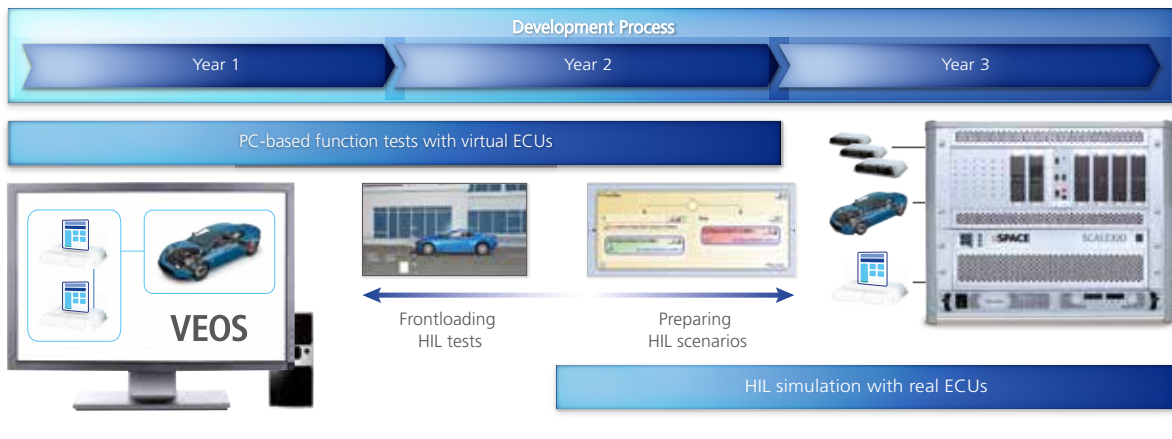 Development Process
Year 1
Year 2
Year 3
PC-based function tests with virtual ECUs
dSPACE
SCALEXIO
VEOS
Frontloading
HIL tests
Preparing
HIL scenarios
HIL simulation with real ECUs